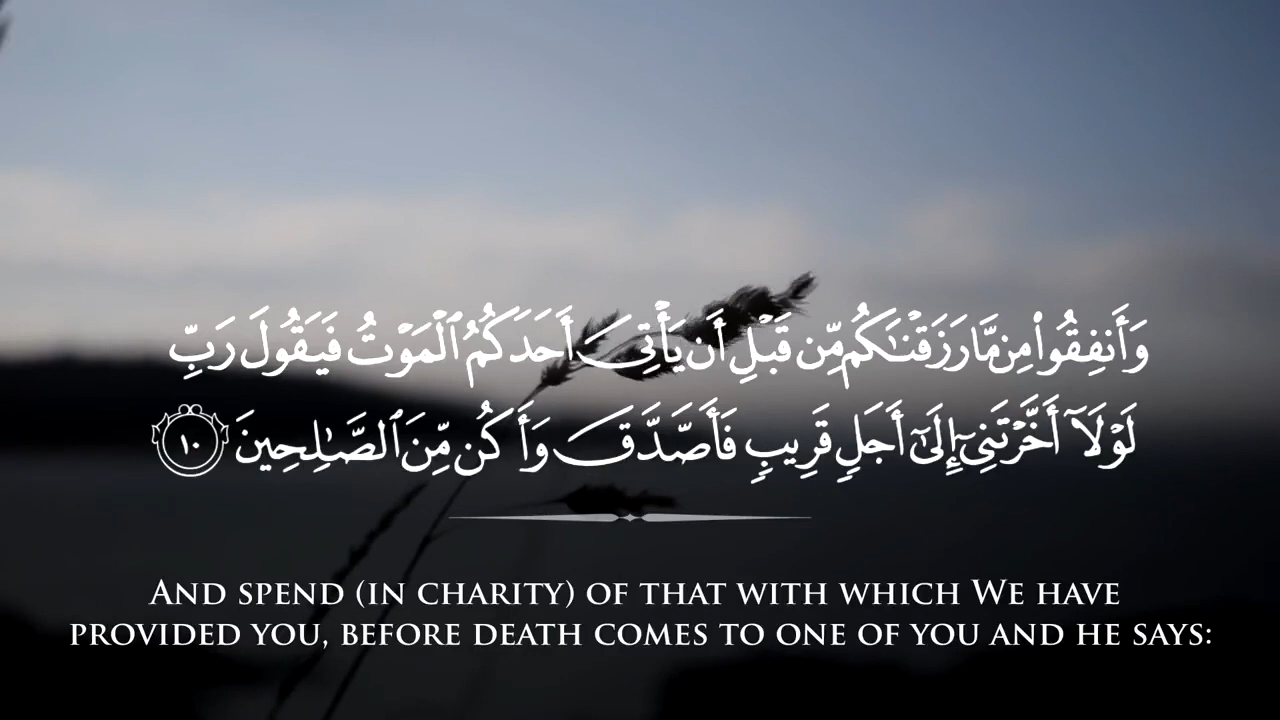 وَأَنفِقُوا۟ مِن مَّا رَزَقْنَـٰكُم مِّن قَبْلِ أَن يَأْتِىَ أَحَدَكُمُ ٱلْمَوْتُ فَيَقُولَ رَبِّ
لَوْلَآ أَخَّرْتَنِىٓ إِلَىٰٓ أَجَلٍ قَرِيبٍ فَأَصَّدَّقَ وَأَكُن مِّنَ ٱلصَّـٰلِحِينَ ١٠
And spend (in charity) of that with which We have
provided you, before death comes to one of you and he says: